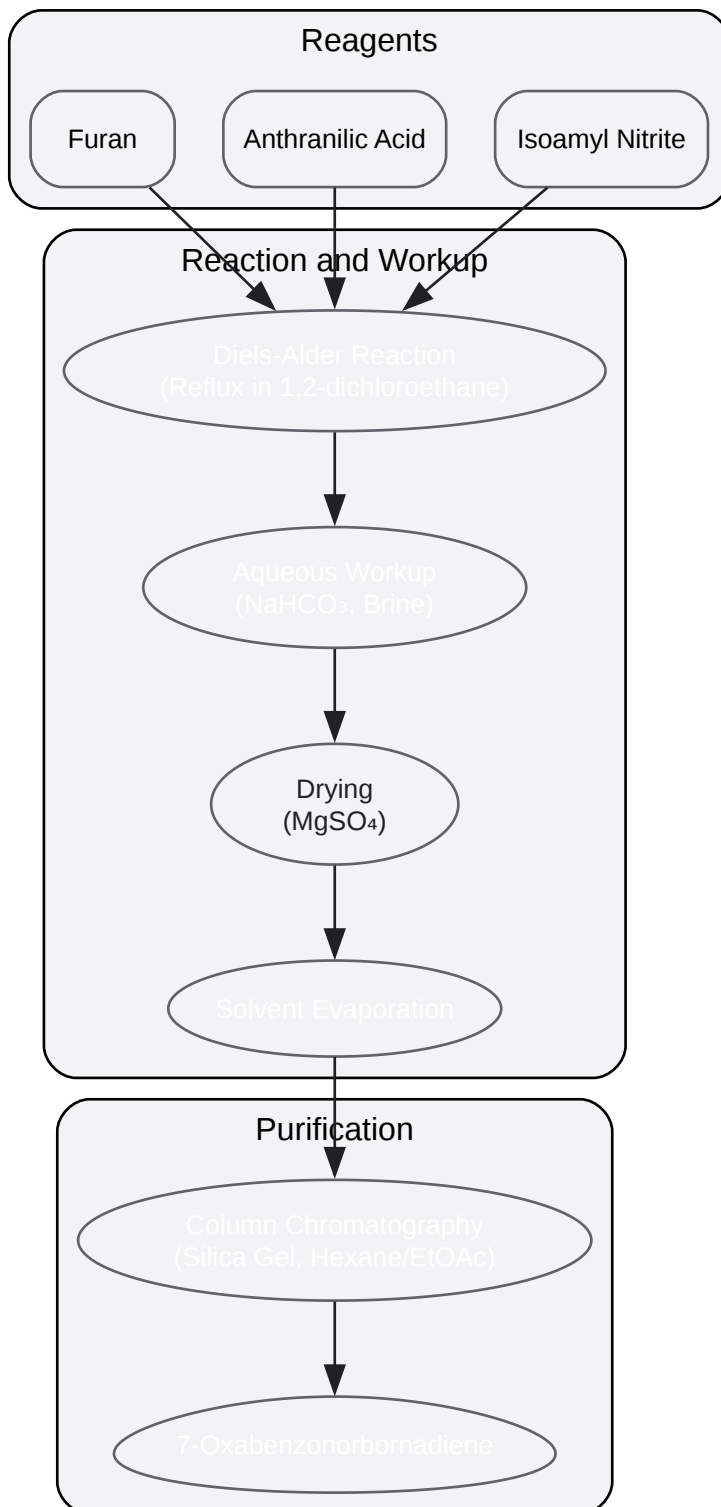 Reagents
Furan
Anthranilic Acid
Isoamyl Nitrite
Reaction and Workup
Diels-Alder Reaction
(Reflux in 1,2-dichloroethane)
Aqueous Workup
(NaHCO₃, Brine)
Drying
(MgSO₄)
Solvent Evaporation
Purification
Column Chromatography
(Silica Gel, Hexane/EtOAc)
7-Oxabenzonorbornadiene